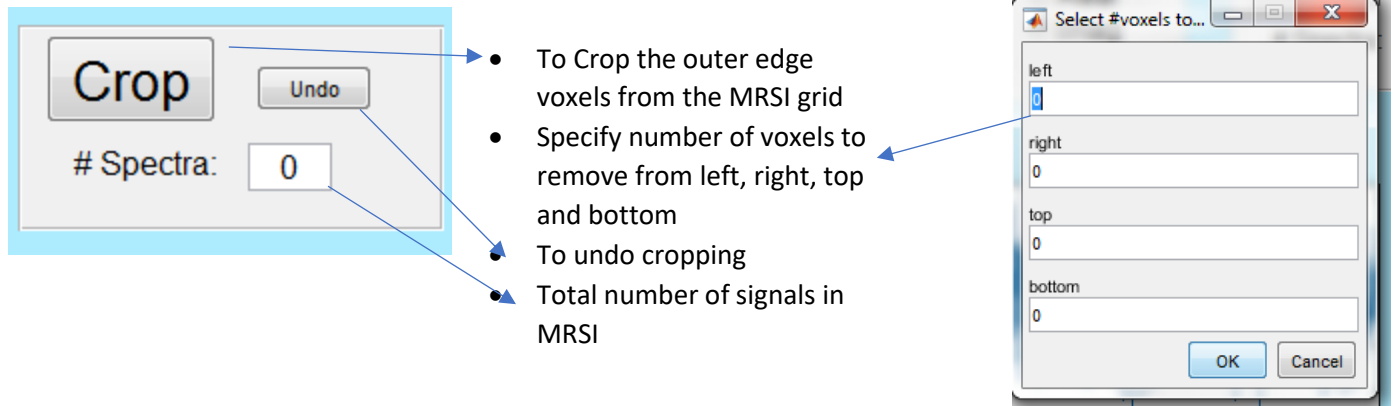 Crop
Undo
# Spectra:
0
• To Crop the outer edge
voxels from the MRSI grid
• Specify number of voxels to
remove from left, right, top
and bottom
• To undo cropping
• Total number of signals in
MRSI
Select #voxels to...
left
0
right
0
top
0
bottom
0
OK
Cancel